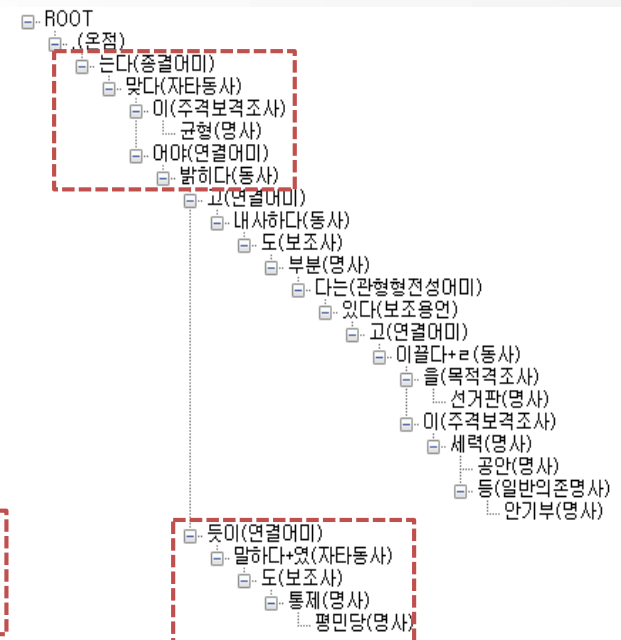 ROOT
.(온점)
는다(종결어미)
맞다(자타동사)
이(주격보격조사)
균형(명사)
어야(연결어미)
밝히다(동사)
고(연결어미)
내사하다(동사)
도(보조사)
부분(명사)
다는(관형형전성어미)
있다(보조용언)
고(연결어미)
이끌다+ㄹ(동사)
을(목적격조사)
선거판(명사)
이(주격보격조사)
세력(명사)
공안(명사)
등(일반의존명사)
안기부(명사)
듯이(연결어미)
말하다+였(자타동사)
도(보조사)
통제(명사)
평민당(명사)